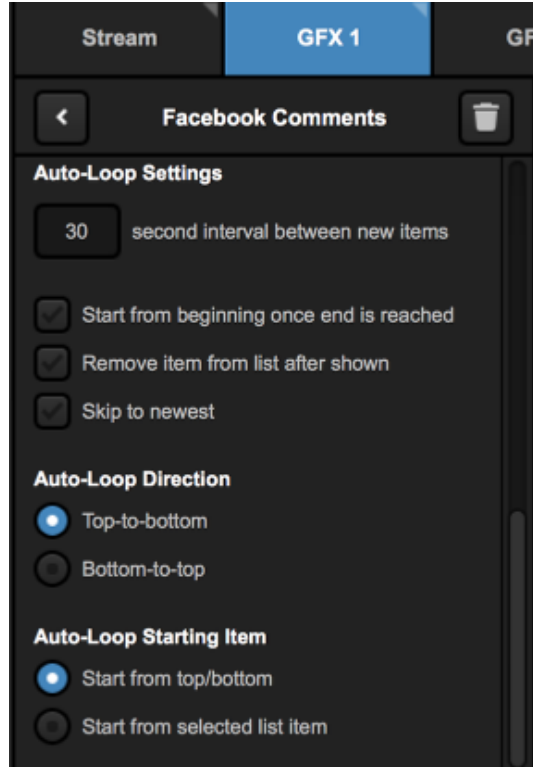 Stream GFX 1 GF
Facebook Comments
Auto-Loop Settings
30 second interval between new items
Start from beginning once end is reached
Remove item from list after shown
Skip to newest
Auto-Loop Direction
Top-to-bottom
Bottom-to-top
Auto-Loop Starting Item
Start from top/bottom
Start from selected list item